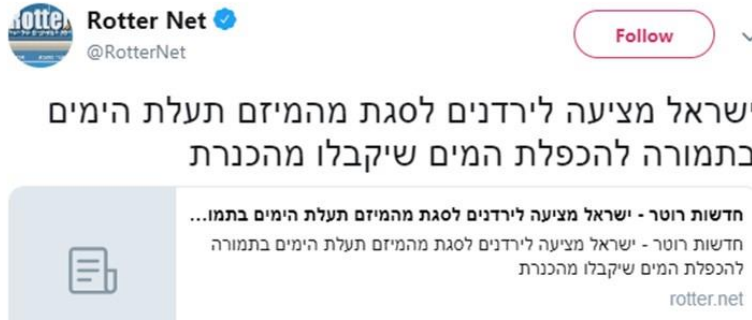 Rotter
Rotter Net
@RotterNet
Follow
ישראל מציעה לירדנים לסגת מהמיזם תעלת הימים
בתמורה להכפלת המים שיקבלו מהכנרת
חדשות רוטר - ישראל מציעה לירדנים לסגת מהמיזם תעלת הימים בתמו...
חדשות רוטר - ישראל מציעה לירדנים לסגת מהמיזם תעלת הימים בתמורה
להכפלת המים שיקבלו מהכנרת
rotter.net